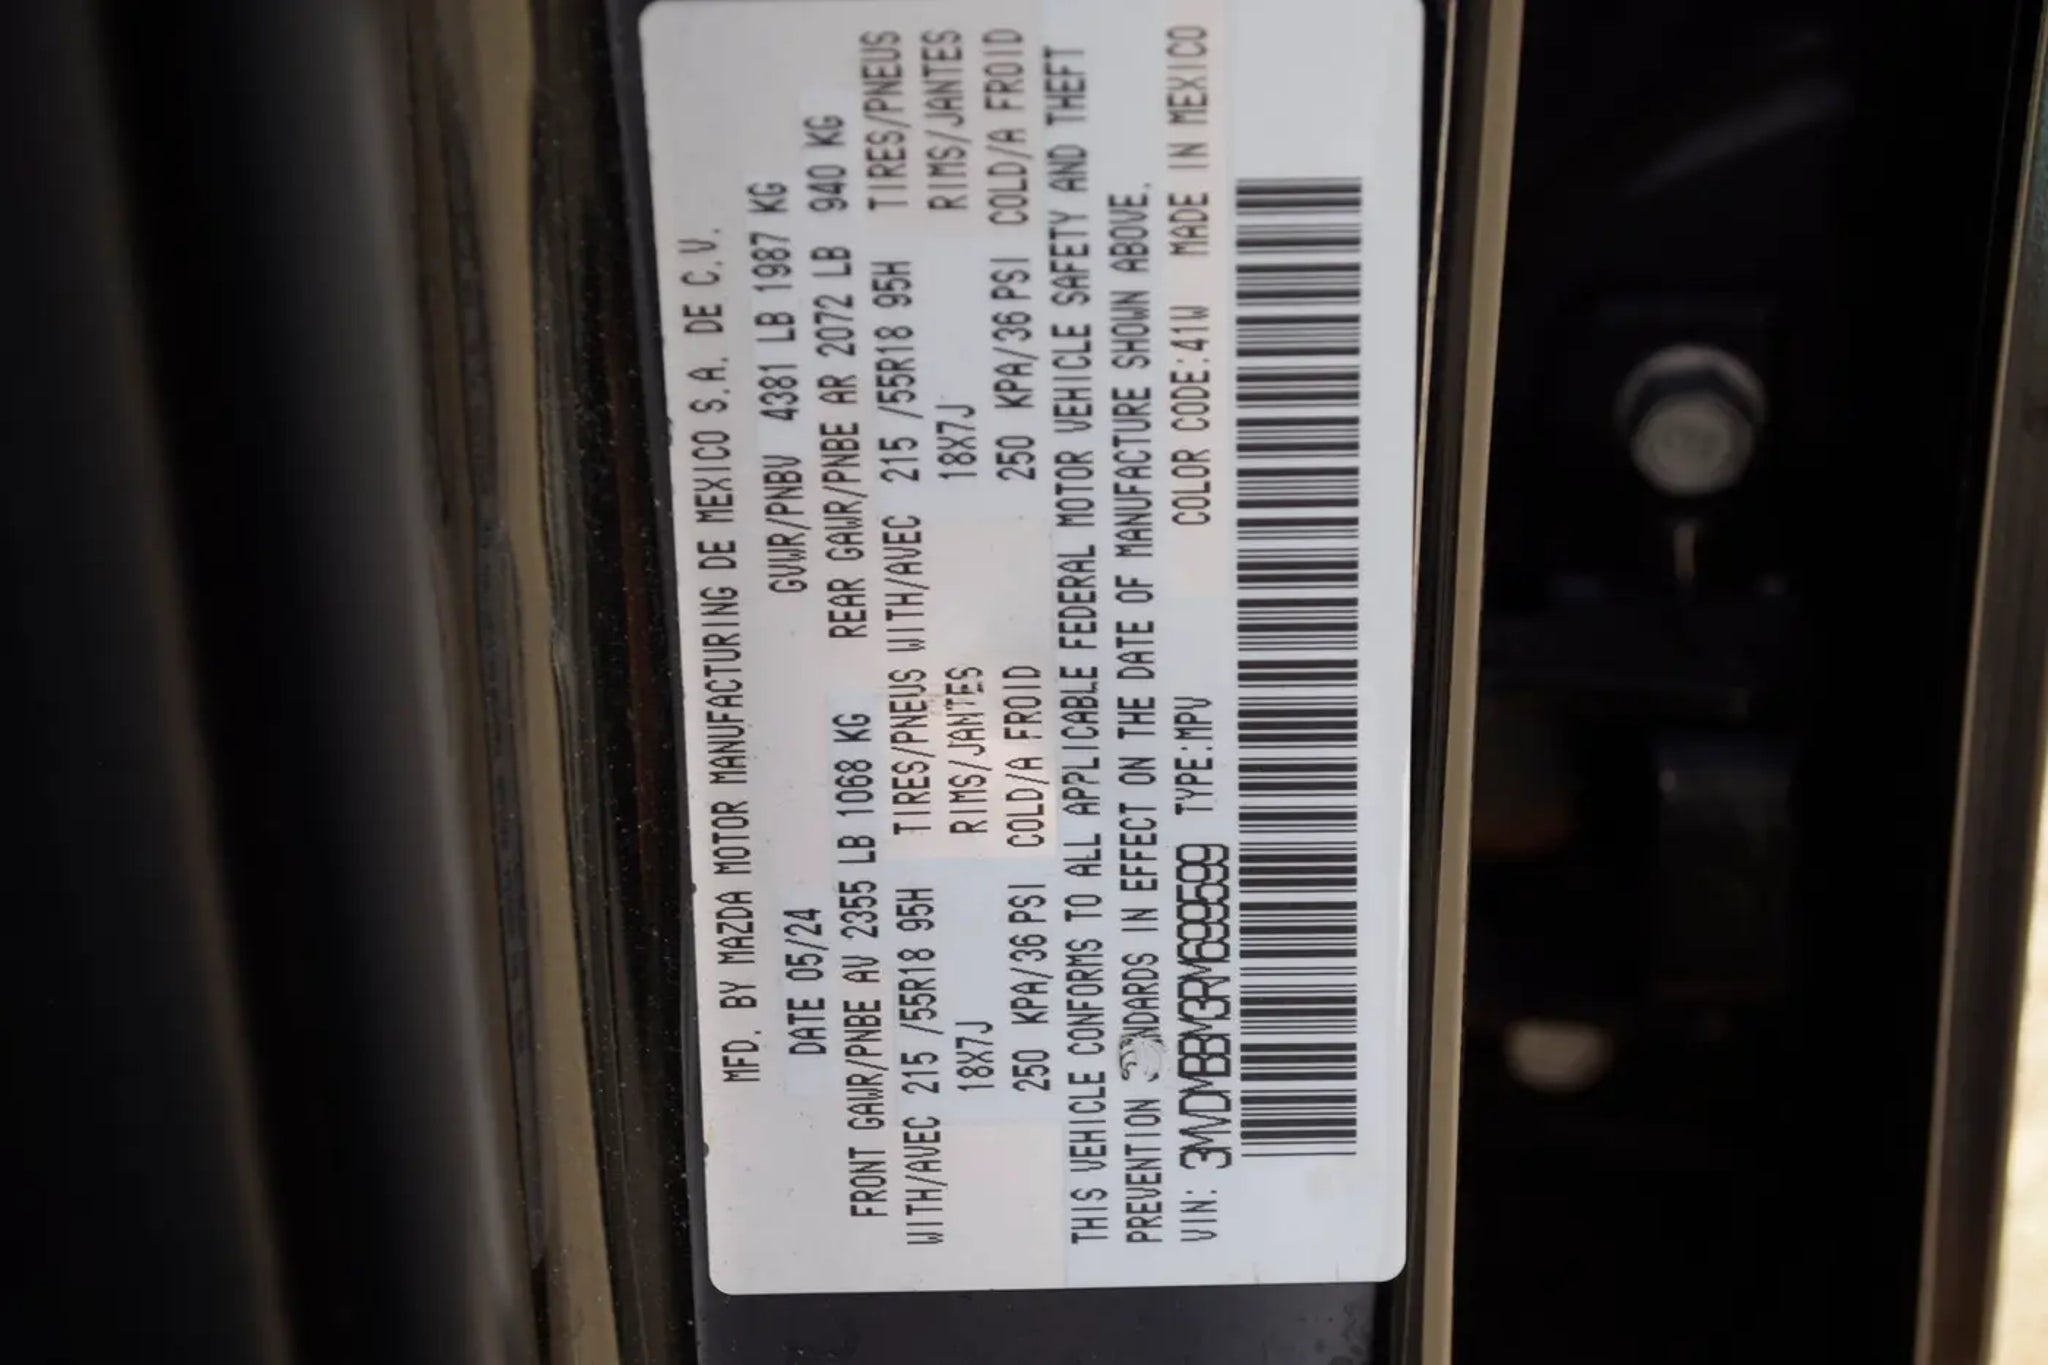 MFD. BY MAZDA MOTOR MANUFACTURING DE MEXICO S.A. DE C.V.
DATE 05/24 GVWR/PNBV 4381 LB 1987 KG
FRONT GAWR/PNBE AV 2355 LB 1068 KG REAR GAWR/PNBE AR 2072 LB 940 KG
WITH/AVEC 215 /55R18 95H TIRES/PNEUS WITH/AVEC 215 /55R18 95H TIRES/PNEUS
18X7J RIMS/JANTES 18X7J RIMS/JANTES
250 KPA/36 PSI COLD/A FROID 250 KPA/36 PSI COLD/A FROID
THIS VEHICLE CONFORMS TO ALL APPLICABLE FEDERAL MOTOR VEHICLE SAFETY AND THEFT
PREVENTION NDARDS IN EFFECT ON THE DATE OF MANUFACTURE SHOWN ABOVE.
VIN: 3MVDMBBM3RM699599 TYPE:MPV COLOR CODE:41W MADE IN MEXICO